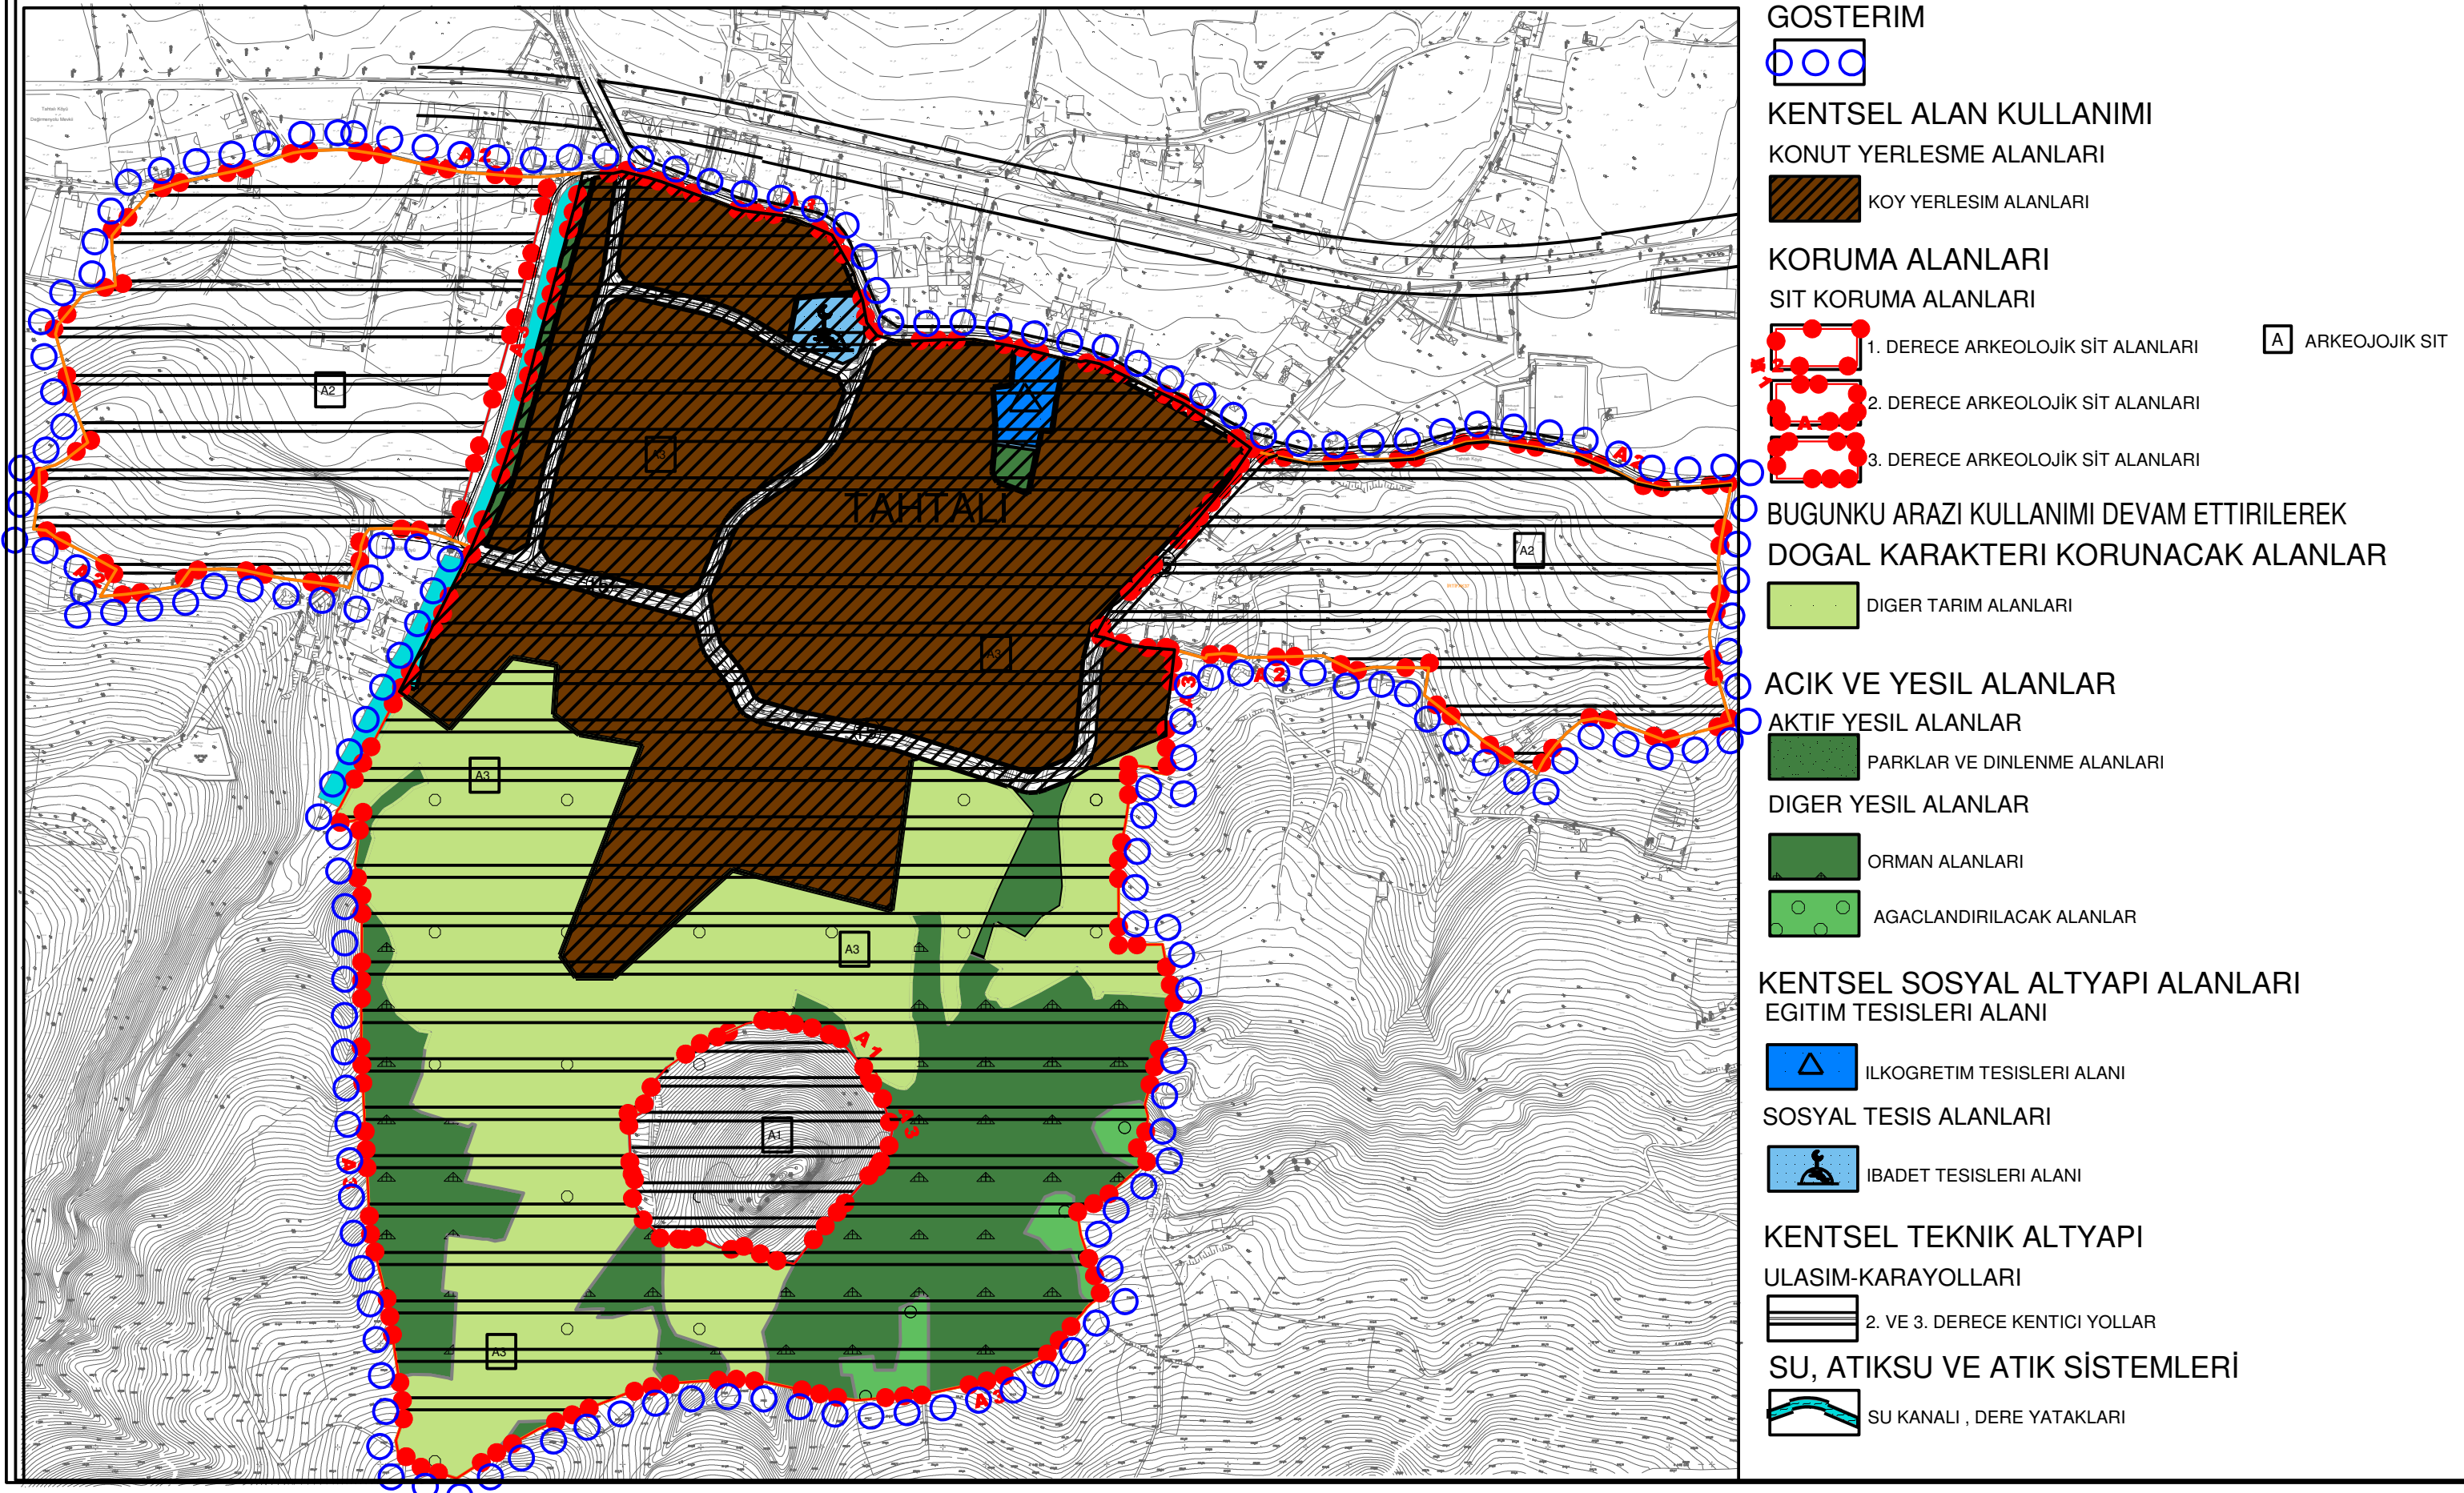 GOSTERIM
KENTSEL ALAN KULLANIMI
KONUT YERLESME ALANLARI
KOY YERLESIM ALANLARI
KORUMA ALANLARI
SIT KORUMA ALANLARI
1. DERECE ARKEOLOJİK SİT ALANLARI
A ARKEOJOJIK SIT
2. DERECE ARKEOLOJİK SİT ALANLARI
3. DERECE ARKEOLOJİK SİT ALANLARI
BUGUNKU ARAZI KULLANIMI DEVAM ETTIRILEREK
DOGAL KARAKTERI KORUNACAK ALANLAR
DIGER TARIM ALANLARI
ACIK VE YESIL ALANLAR
AKTIF YESIL ALANLAR
PARKLAR VE DINLENME ALANLARI
DIGER YESIL ALANLAR
ORMAN ALANLARI
AGACLANDIRILACAK ALANLAR
KENTSEL SOSYAL ALTYAPI ALANLARI
EGITIM TESISLERI ALANI
ILKOGRETIM TESISLERI ALANI
SOSYAL TESIS ALANLARI
IBADET TESISLERI ALANI
KENTSEL TEKNIK ALTYAPI
ULASIM-KARAYOLLARI
2. VE 3. DERECE KENTICI YOLLAR
SU, ATIKSU VE ATIK SİSTEMLERİ
SU KANALI , DERE YATAKLARI
A2
A3
TAHTALI
A2
A3
A2
A2
A3
A3
A3
A1
A1
A3
A3